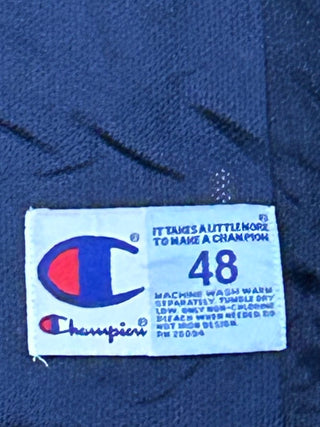 IT TAKES A LITTLE MORE
TO MAKE A CHAMPION
®
48
Champion®
MACHINE WASH WARM
SEPARATELY. TUMBLE DRY
LOW. ONLY NON-CHLORINE
BLEACH WHEN NEEDED. DO
NOT IRON DESIGN.
RN 26094